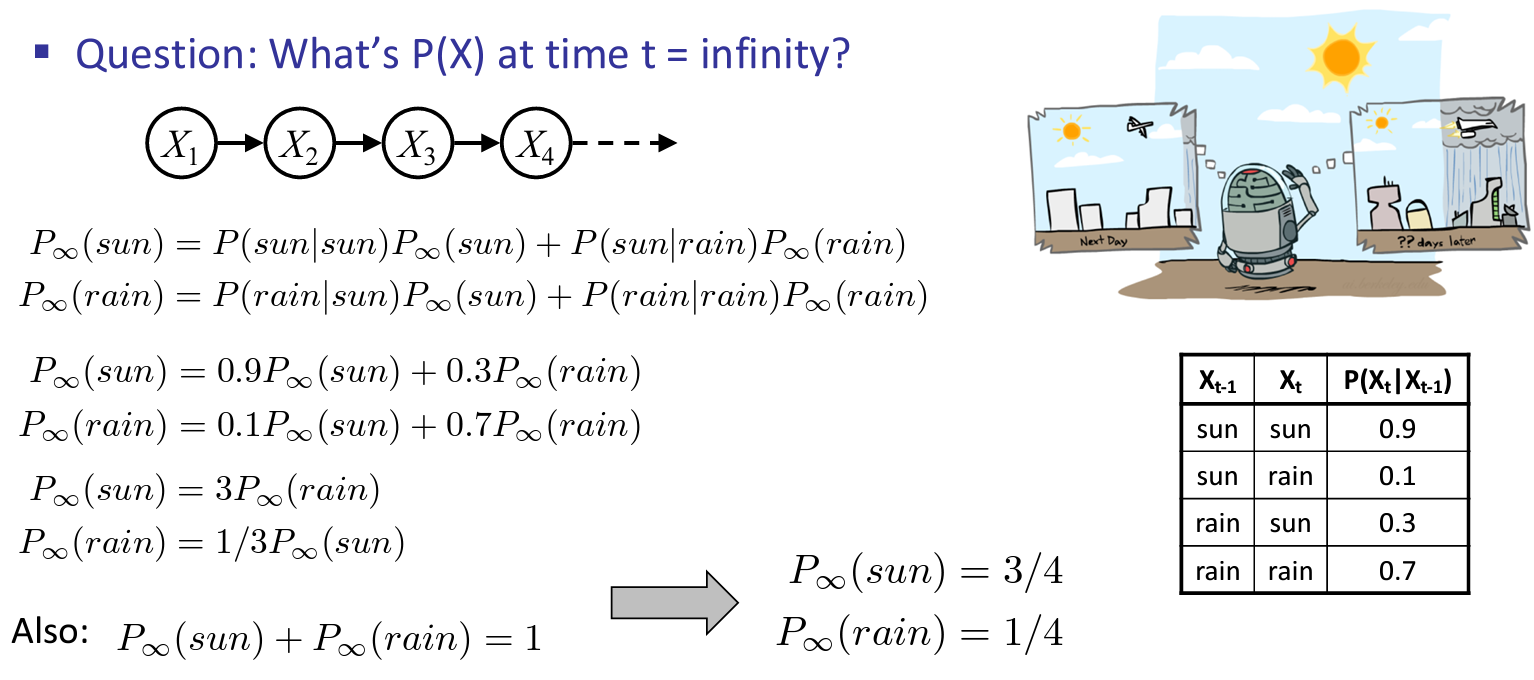 ▪ Question: What's P(X) at time t = infinity?
X₁ X₂ X₃ X₄
Next Day
?? days later
P∞(sun) = P(sun|sun)P∞(sun) + P(sun|rain)P∞(rain)
P∞(rain) = P(rain|sun)P∞(sun) + P(rain|rain)P∞(rain)
P∞(sun) = 0.9P∞(sun) + 0.3P∞(rain)
P∞(rain) = 0.1P∞(sun) + 0.7P∞(rain)
P∞(sun) = 3P∞(rain)
P∞(rain) = 1/3P∞(sun)
Also: P∞(sun) + P∞(rain) = 1
P∞(sun) = 3/4
P∞(rain) = 1/4
Xt-1 Xt P(Xt|Xt-1)
sun sun 0.9
sun rain 0.1
rain sun 0.3
rain rain 0.7